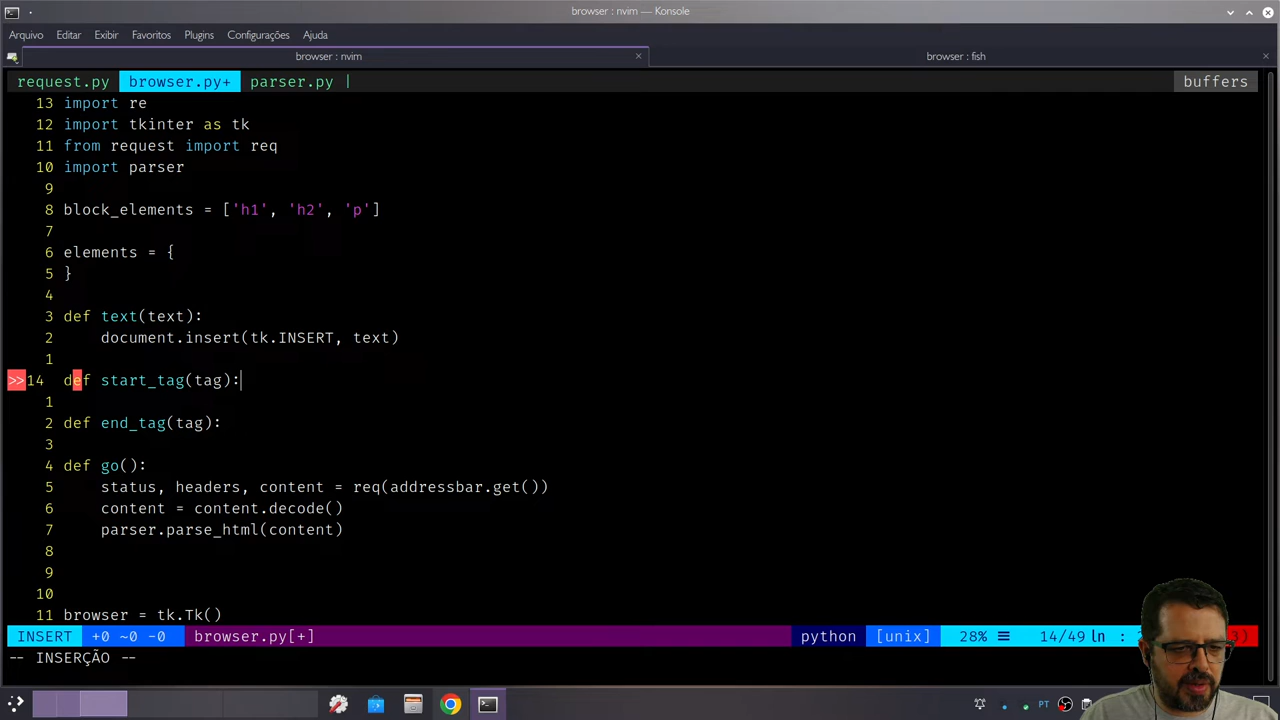 browser : nvim — Konsole
Arquivo Editar Exibir Favoritos Plugins Configurações Ajuda
browser : nvim
browser : fish
request.py browser.py+ parser.py | buffers
13 import re
12 import tkinter as tk
11 from request import req
10 import parser
9
8 block_elements = ['h1', 'h2', 'p']
7
6 elements = {
5 }
4
3 def text(text):
2 document.insert(tk.INSERT, text)
1
>>14 def start_tag(tag):
1
2 def end_tag(tag):
3
4 def go():
5 status, headers, content = req(addressbar.get())
6 content = content.decode()
7 parser.parse_html(content)
8
9
10
11 browser = tk.Tk()
INSERT +0 ~0 -0 browser.py[+] python [unix] 28% 14/49 ln :
-- INSERÇÃO --
PT